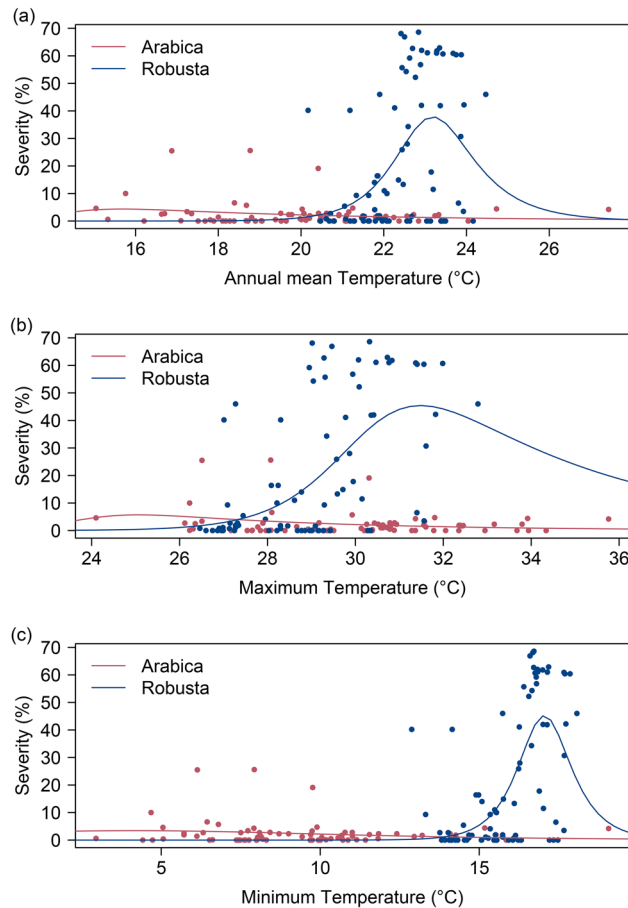 (a)
70
60
50
40
30
20
10
0
Severity (%)
Arabica
Robusta
16 18 20 22 24 26
Annual mean Temperature (°C)
(b)
70
60
50
40
30
20
10
0
Severity (%)
Arabica
Robusta
24 26 28 30 32 34 36
Maximum Temperature (°C)
(c)
70
60
50
40
30
20
10
0
Severity (%)
Arabica
Robusta
5 10 15
Minimum Temperature (°C)